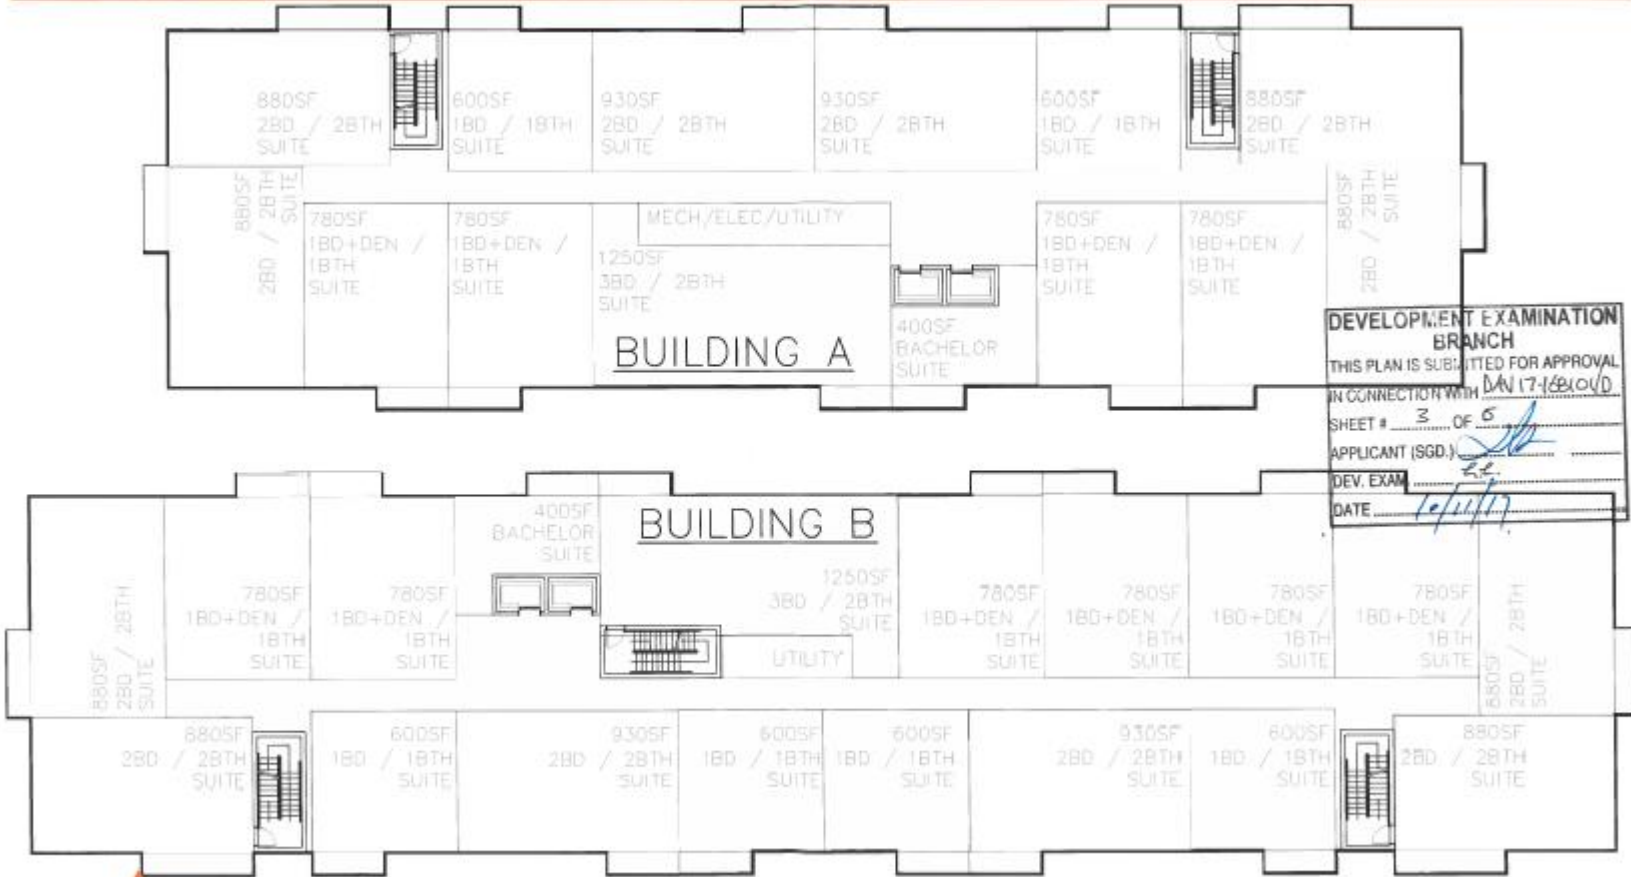 880SF
2BD / 2BTH
SUITE
600SF
1BD / 1BTH
SUITE
930SF
2BD / 2BTH
SUITE
930SF
2BD / 2BTH
SUITE
600SF
1BD / 1BTH
SUITE
880SF
2BD / 2BTH
SUITE
880SF
2BD / 2BTH
SUITE
780SF
1BD+DEN /
1BTH
SUITE
780SF
1BD+DEN /
1BTH
SUITE
MECH/ELEC/UTILITY
1250SF
3BD / 2BTH
SUITE
400SF
BACHELOR
SUITE
780SF
1BD+DEN /
1BTH
SUITE
780SF
1BD+DEN /
1BTH
SUITE
880SF
2BD / 2BTH
SUITE
BUILDING A
DEVELOPMENT EXAMINATION
BRANCH
THIS PLAN IS SUBMITTED FOR APPROVAL
IN CONNECTION WITH
SHEET # 3 OF 5
APPLICANT (SGD.)
DEV. EXAM
DATE 10/11/17
BUILDING B
880SF
2BD / 2BTH
SUITE
780SF
1BD+DEN /
1BTH
SUITE
780SF
1BD+DEN /
1BTH
SUITE
400SF
BACHELOR
SUITE
1250SF
3BD / 2BTH
SUITE
UTILITY
780SF
1BD+DEN /
1BTH
SUITE
780SF
1BD+DEN /
1BTH
SUITE
780SF
1BD+DEN /
1BTH
SUITE
780SF
1BD+DEN /
1BTH
SUITE
880SF
2BD / 2BTH
SUITE
880SF
2BD / 2BTH
SUITE
600SF
1BD / 1BTH
SUITE
930SF
2BD / 2BTH
SUITE
600SF
1BD / 1BTH
SUITE
600SF
1BD / 1BTH
SUITE
930SF
2BD / 2BTH
SUITE
600SF
1BD / 1BTH
SUITE
880SF
2BD / 2BTH
SUITE